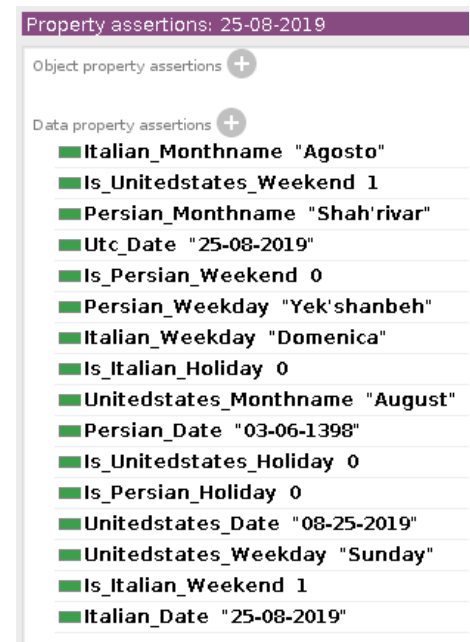 Property assertions: 25-08-2019
Object property assertions
Data property assertions
Italian_Monthname "Agosto"
Is_Unitedstates_Weekend 1
Persian_Monthname "Shah'rivar"
Utc_Date "25-08-2019"
Is_Persian_Weekend 0
Persian_Weekday "Yek'shanbeh"
Italian_Weekday "Domenica"
Is_Italian_Holiday 0
Unitedstates_Monthname "August"
Persian_Date "03-06-1398"
Is_Unitedstates_Holiday 0
Is_Persian_Holiday 0
Unitedstates_Date "08-25-2019"
Unitedstates_Weekday "Sunday"
Is_Italian_Weekend 1
Italian_Date "25-08-2019"